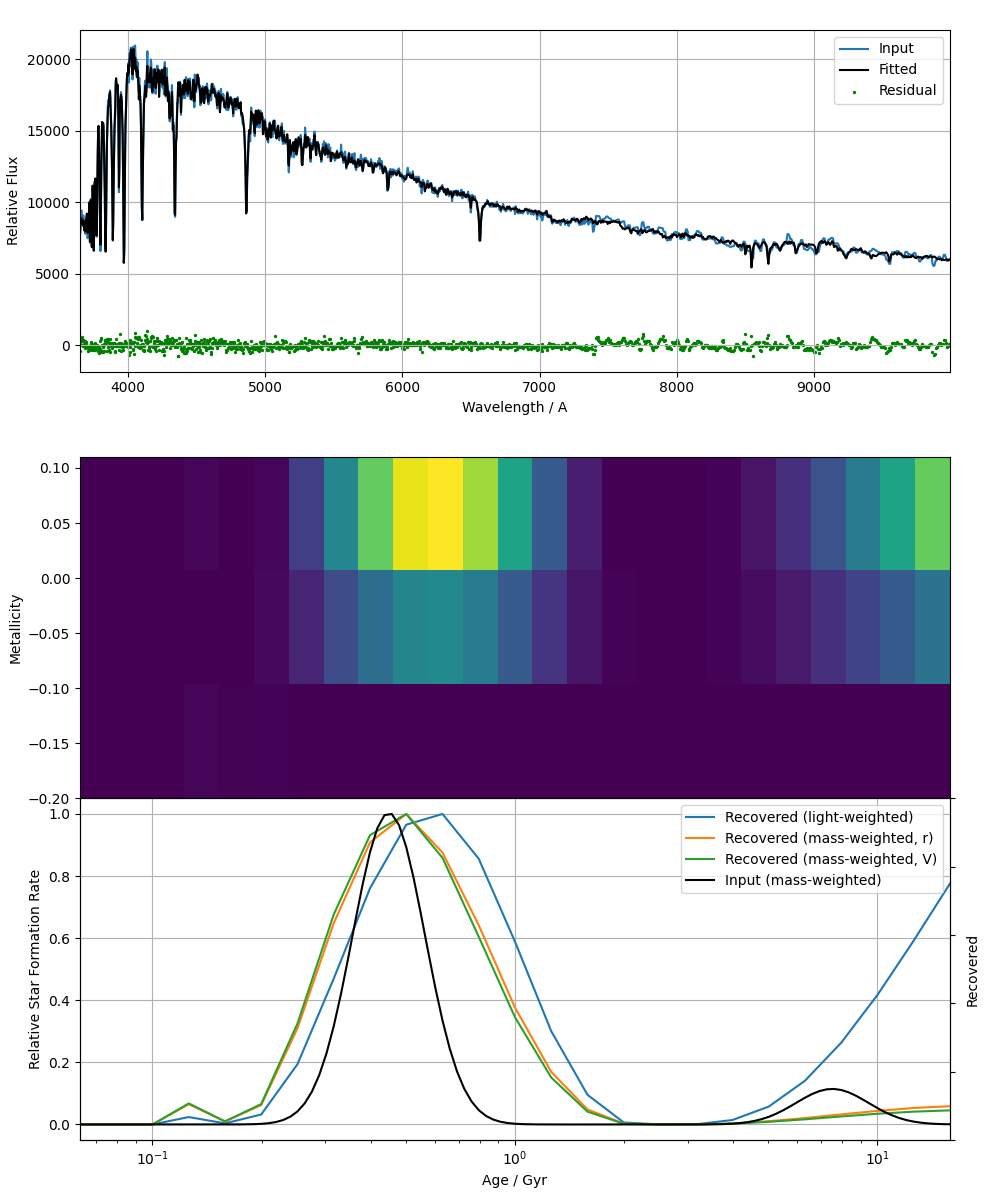 20000
15000
10000
5000
0
Relative Flux
Input
Fitted
Residual
4000 5000 6000 7000 8000 9000
Wavelength / A
0.10
0.05
0.00
−0.05
−0.10
−0.15
−0.20
Metallicity
1.0
0.8
0.6
0.4
0.2
0.0
Relative Star Formation Rate
Recovered (light-weighted)
Recovered (mass-weighted, r)
Recovered (mass-weighted, V)
Input (mass-weighted)
Recovered
10⁻¹ 10⁰ 10¹
Age / Gyr